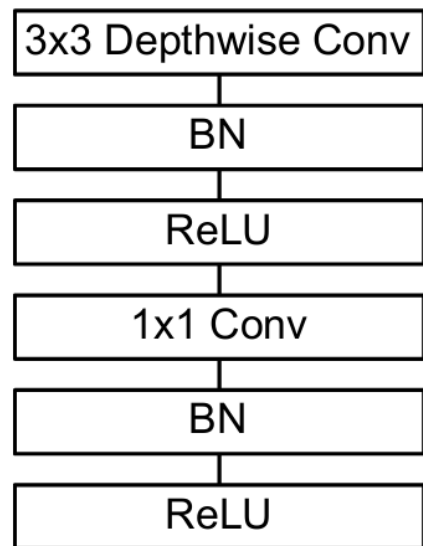 3x3 Depthwise Conv
BN
ReLU
1x1 Conv
BN
ReLU